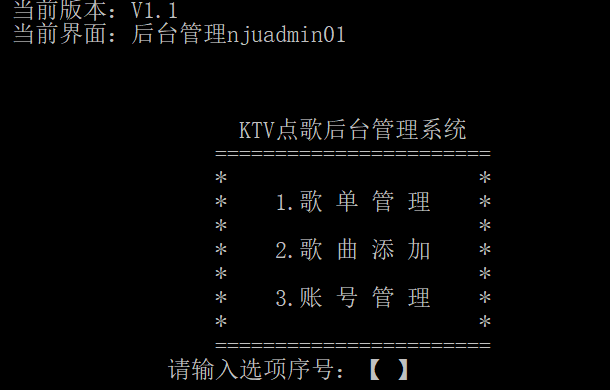 当前版本：V1.1
当前界面：后台管理njuadmin01
KTV点歌后台管理系统
=======================
*                     *
*    1.歌 单 管 理    *
*                     *
*    2.歌 曲 添 加    *
*                     *
*    3.账 号 管 理    *
*                     *
=======================
请输入选项序号：【 】